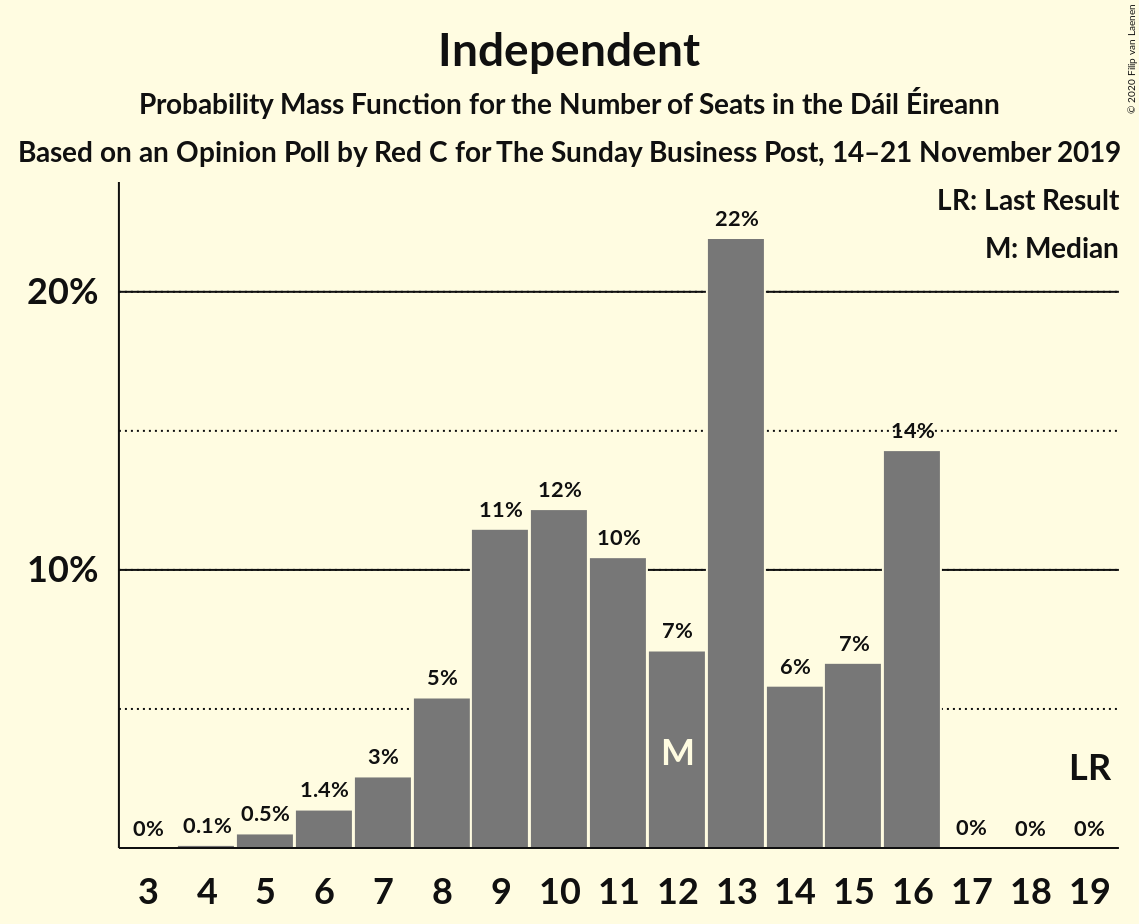 Independent
Probability Mass Function for the Number of Seats in the Dáil Éireann
Based on an Opinion Poll by Red C for The Sunday Business Post, 14–21 November 2019
© 2020 Filip van Laenen
LR: Last Result
M: Median
20%
10%
0% 0.1% 0.5% 1.4% 3% 5% 11% 12% 10% 7% 22% 6% 7% 14% 0% 0% 0%
M
LR
3 4 5 6 7 8 9 10 11 12 13 14 15 16 17 18 19